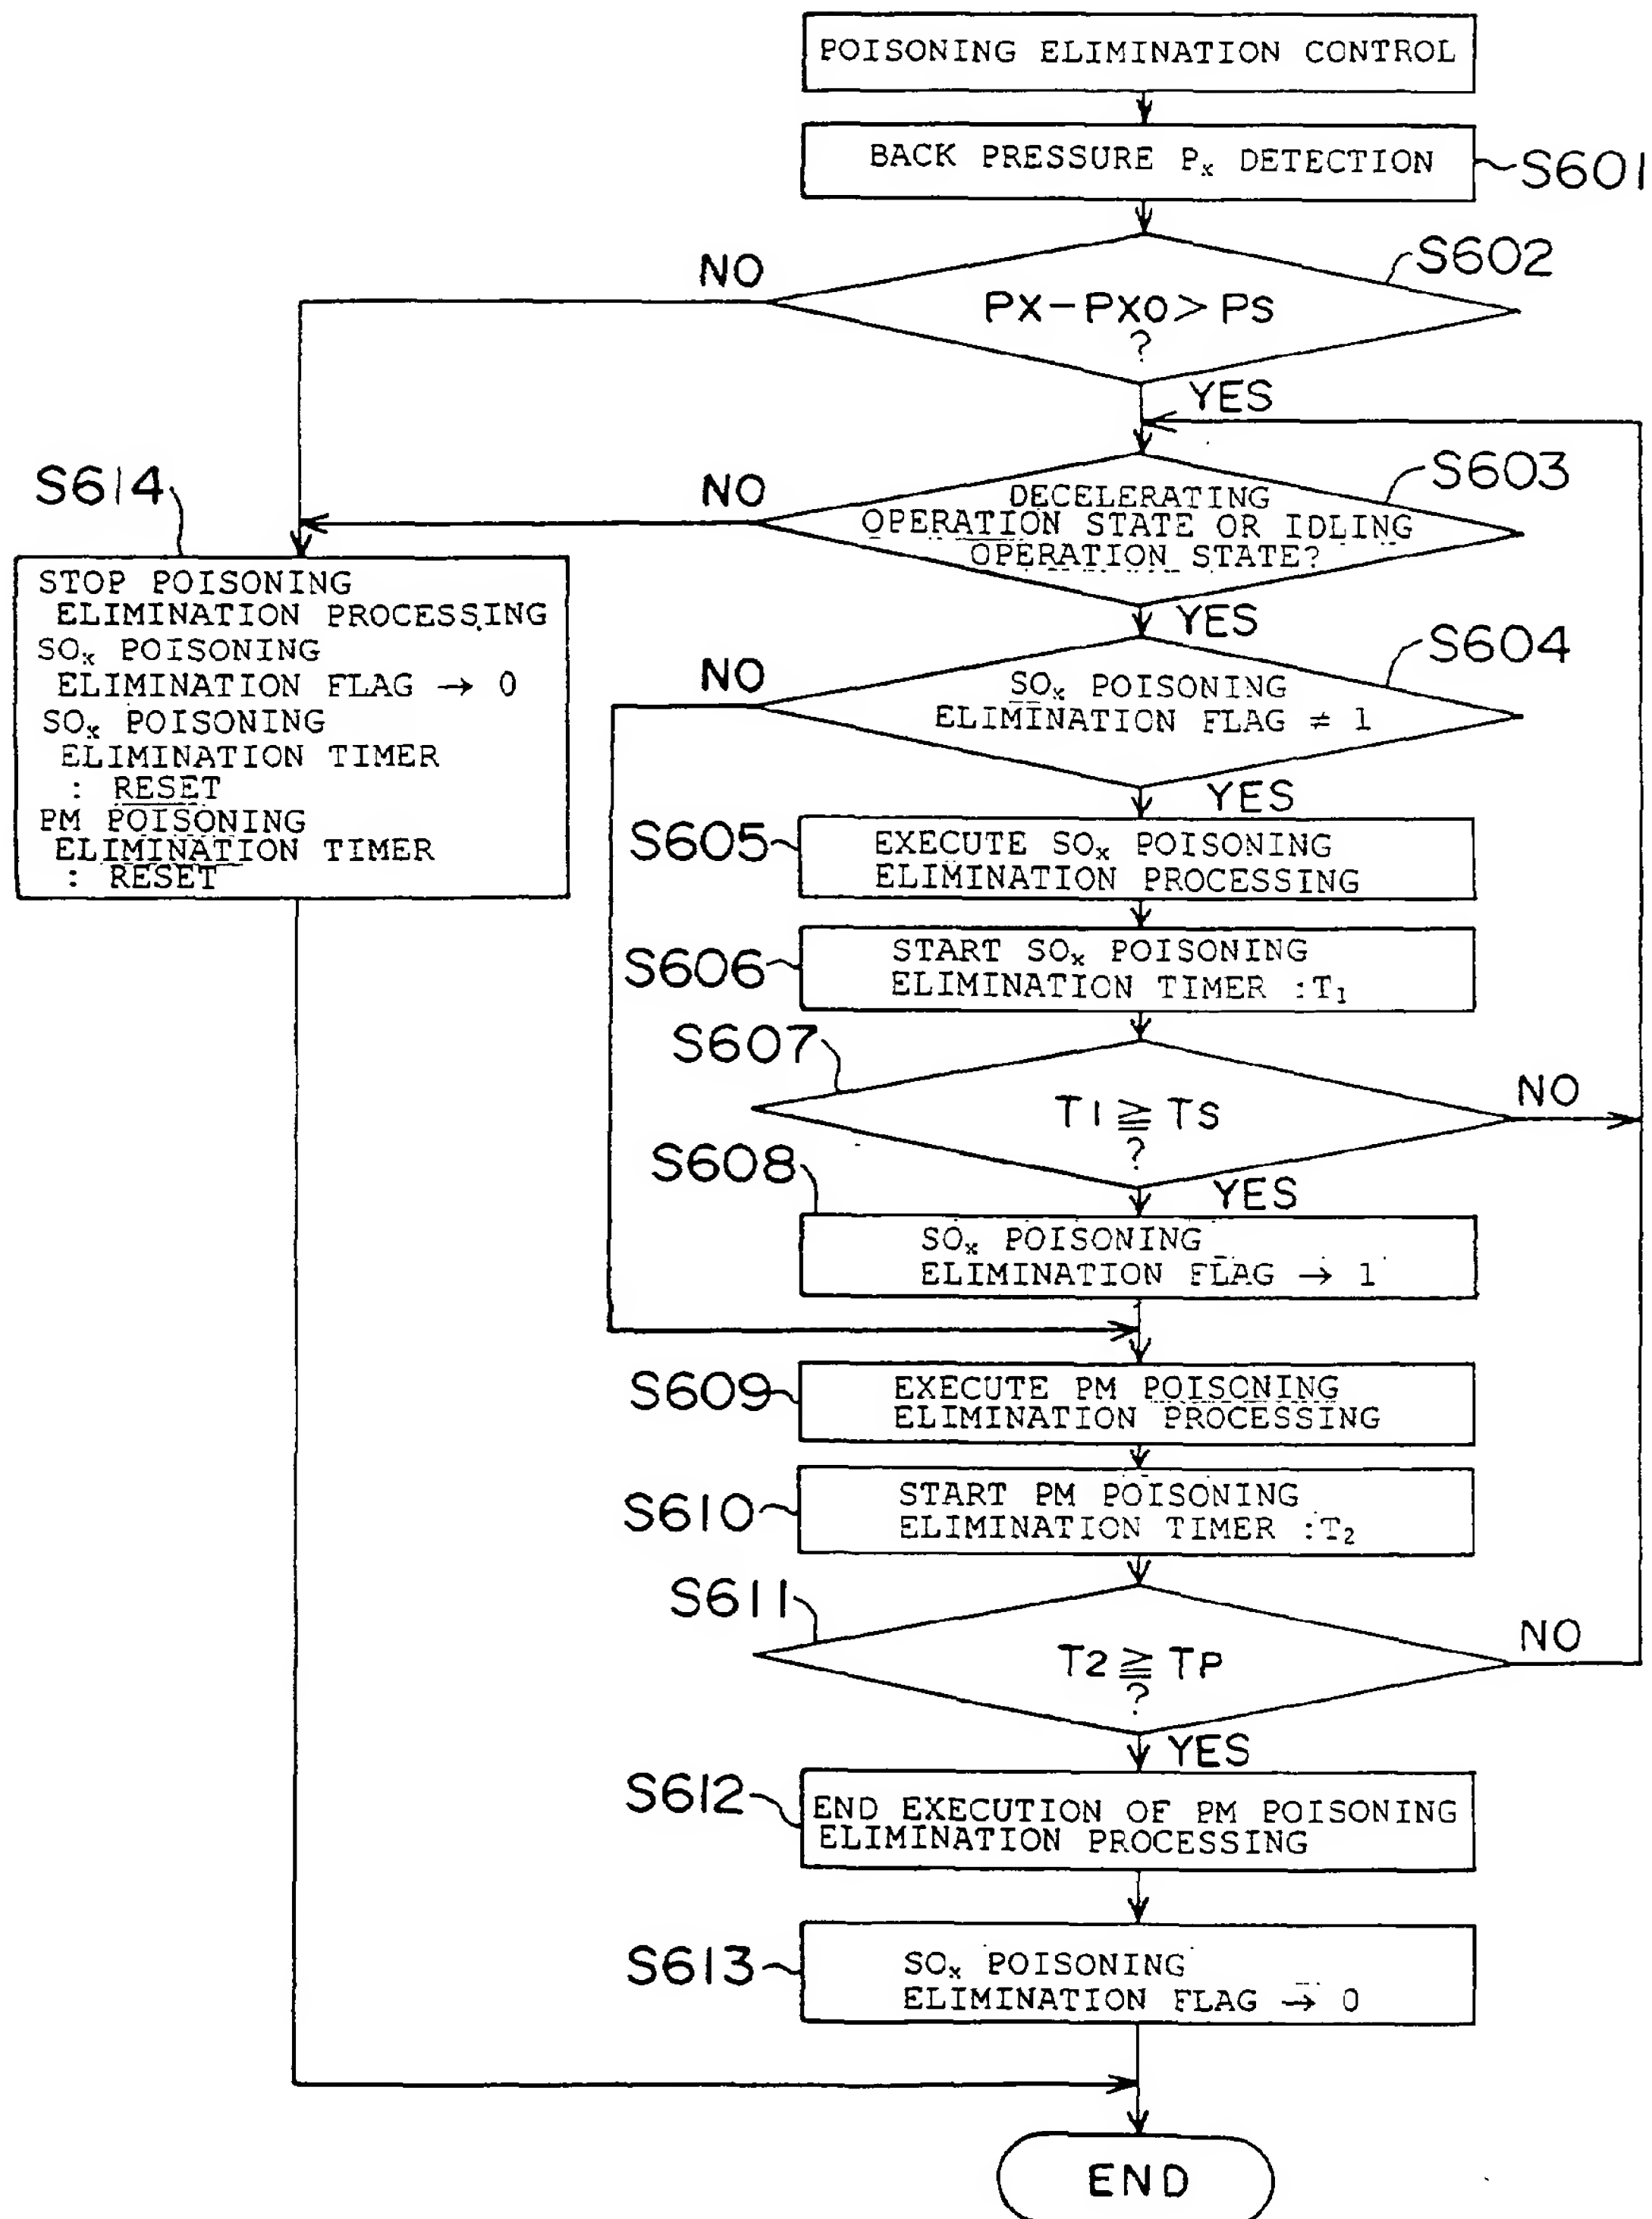 POISONING ELIMINATION CONTROL
BACK PRESSURE Px DETECTION
S601
S602
NO
PX-PX0>PS
?
YES
S603
NO
DECELERATING
OPERATION STATE OR IDLING
OPERATION STATE?
YES
S614
STOP POISONING
ELIMINATION PROCESSING
SOx POISONING
ELIMINATION FLAG → 0
SOx POISONING
ELIMINATION TIMER
: RESET
PM POISONING
ELIMINATION TIMER
: RESET
S604
NO
SOx POISONING
ELIMINATION FLAG ≠ 1
YES
S605
EXECUTE SOx POISONING
ELIMINATION PROCESSING
S606
START SOx POISONING
ELIMINATION TIMER :T1
S607
T1 ≧ TS
?
NO
YES
S608
SOx POISONING
ELIMINATION FLAG → 1
S609
EXECUTE PM POISONING
ELIMINATION PROCESSING
S610
START PM POISONING
ELIMINATION TIMER :T2
S611
T2 ≧ TP
?
NO
YES
S612
END EXECUTION OF PM POISONING
ELIMINATION PROCESSING
S613
SOx POISONING
ELIMINATION FLAG → 0
END